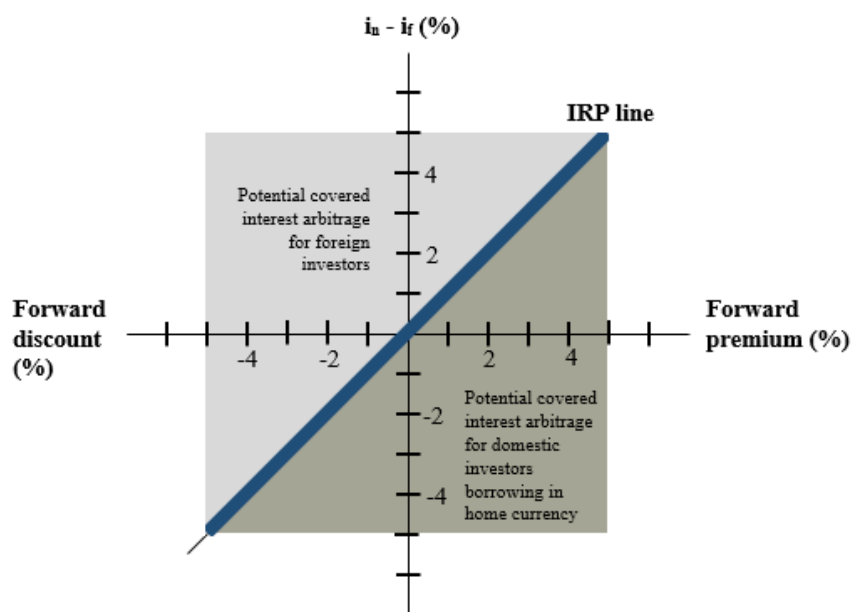 iₙ - i_f (%)
IRP line
4
Potential covered
interest arbitrage
for foreign
investors
2
Forward
discount
(%)
Forward
premium (%)
-4
-2
2
4
Potential covered
interest arbitrage
for domestic
investors
borrowing in
home currency
-2
-4